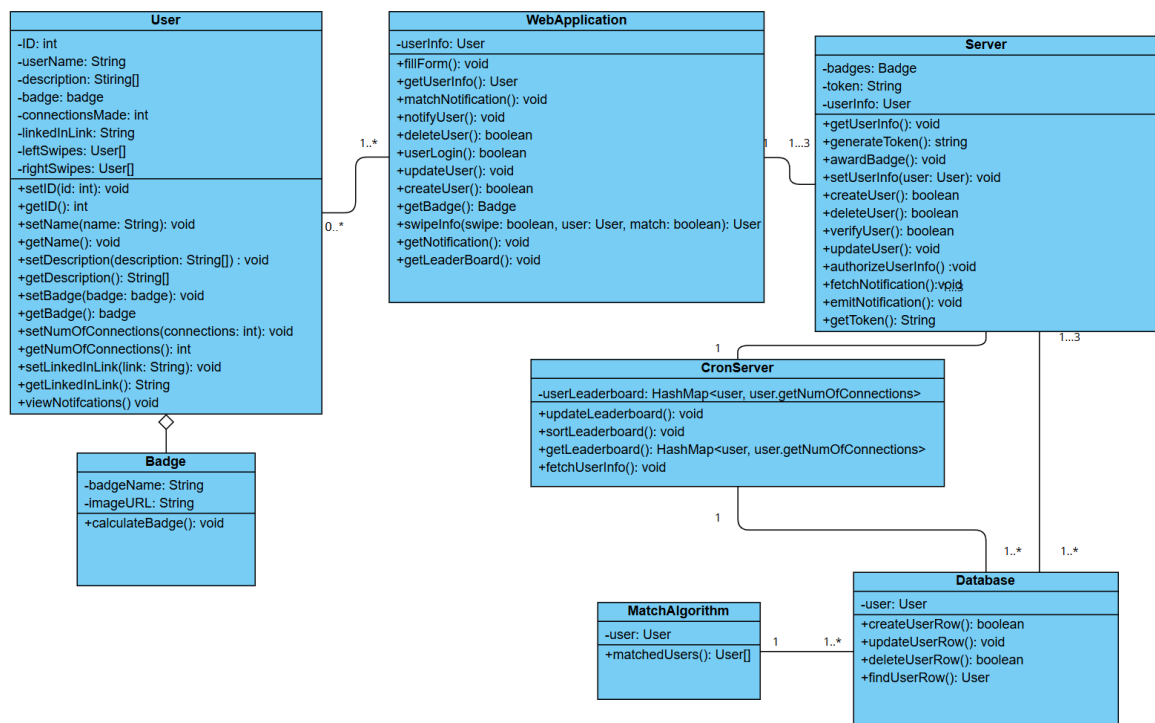 User
-ID: int
-userName: String
-description: Stiring[]
-badge: badge
-connectionsMade: int
-linkedInLink: String
-leftSwipes: User[]
-rightSwipes: User[]
+setID(id: int): void
+getID(): int
+setName(name: String): void
+getName(): void
+setDescription(description: String[]) : void
+getDescription(): String[]
+setBadge(badge: badge): void
+getBadge(): badge
+setNumOfConnections(connections: int): void
+getNumOfConnections(): int
+setLinkedInLink(link: String): void
+getLinkedInLink(): String
+viewNotifcations() void
0..*
1..*
WebApplication
-userInfo: User
+fillForm(): void
+getUserInfo(): User
+matchNotification(): void
+notifyUser(): void
+deleteUser(): boolean
+userLogin(): boolean
+updateUser(): void
+createUser(): boolean
+getBadge(): Badge
+swipeInfo(swipe: boolean, user: User, match: boolean): User
+getNotification(): void
+getLeaderBoard(): void
1
1...3
Server
-badges: Badge
-token: String
-userInfo: User
+getUserInfo(): void
+generateToken(): string
+awardBadge(): void
+setUserInfo(user: User): void
+createUser(): boolean
+deleteUser(): boolean
+verifyUser(): boolean
+updateUser(): void
+authorizeUserInfo() :void
+fetchNotification():void
+emitNotification(): void
+getToken(): String
1
1...3
CronServer
-userLeaderboard: HashMap<user, user.getNumOfConnections>
+updateLeaderboard(): void
+sortLeaderboard(): void
+getLeaderboard(): HashMap<user, user.getNumOfConnections>
+fetchUserInfo(): void
Badge
-badgeName: String
-imageURL: String
+calculateBadge(): void
1
1..*
1..*
Database
-user: User
+createUserRow(): boolean
+updateUserRow(): void
+deleteUserRow(): boolean
+findUserRow(): User
MatchAlgorithm
-user: User
+matchedUsers(): User[]
1
1..*